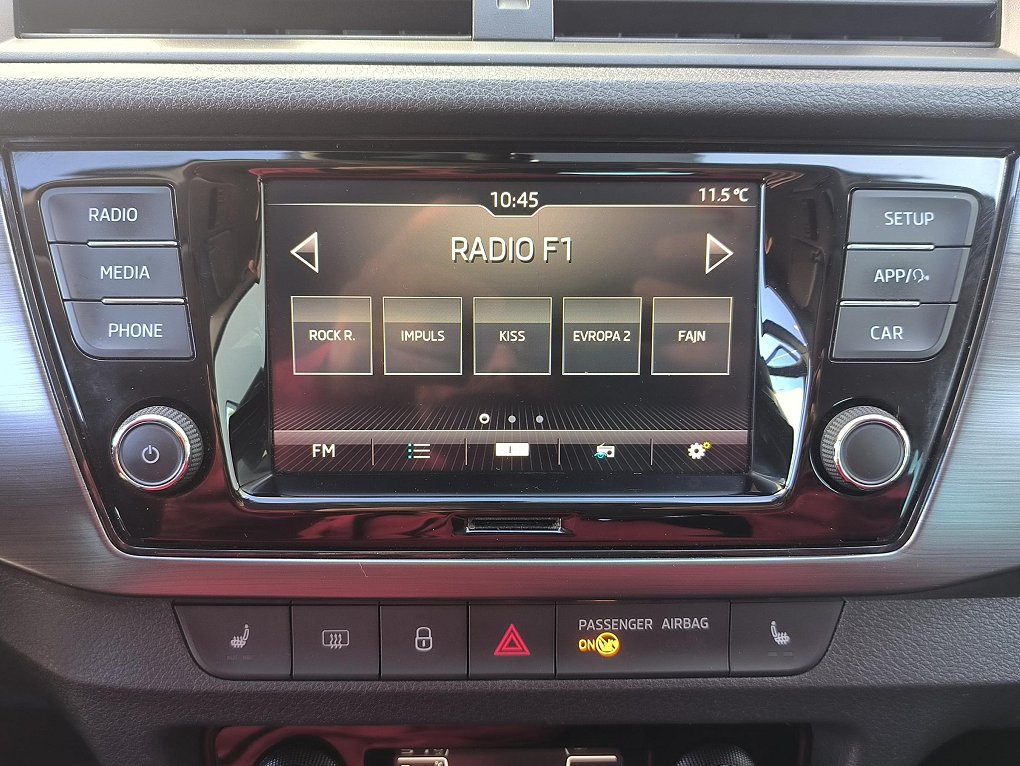 10:45
11.5 °C
RADIO
SETUP
RADIO F1
MEDIA
APP/
PHONE
CAR
ROCK R.
IMPULS
KISS
EVROPA 2
FAJN
FM
PASSENGER AIRBAG
ON